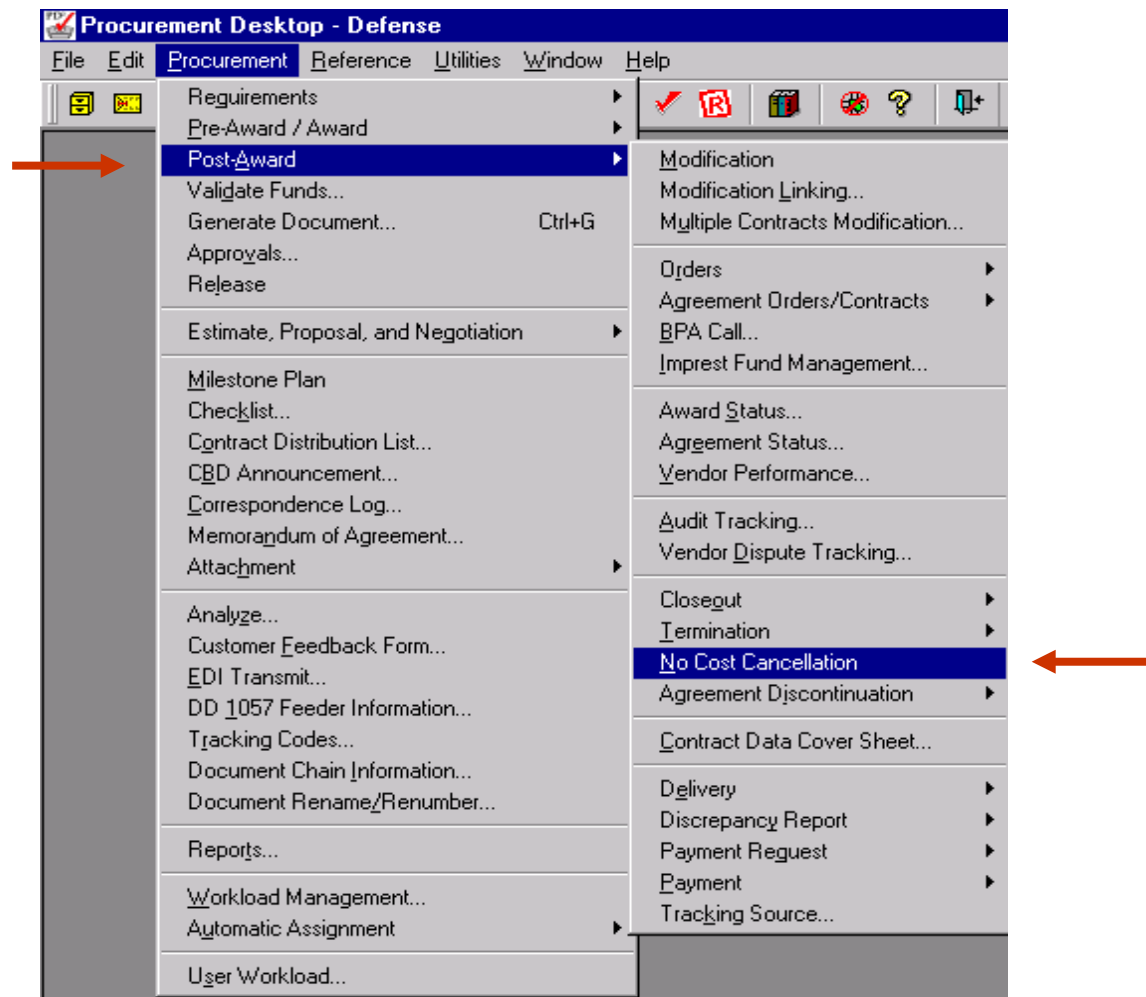 Procurement Desktop - Defense
File Edit Procurement Reference Utilities Window Help
Requirements
Pre-Award / Award
Post-Award
Validate Funds...
Generate Document... Ctrl+G
Approvals...
Release
Estimate, Proposal, and Negotiation
Milestone Plan
Checklist...
Contract Distribution List...
CBD Announcement...
Correspondence Log...
Memorandum of Agreement...
Attachment
Analyze...
Customer Feedback Form...
EDI Transmit...
DD 1057 Feeder Information...
Tracking Codes...
Document Chain Information...
Document Rename/Renumber...
Reports...
Workload Management...
Automatic Assignment
User Workload...
Modification
Modification Linking...
Multiple Contracts Modification...
Orders
Agreement Orders/Contracts
BPA Call...
Imprest Fund Management...
Award Status...
Agreement Status...
Vendor Performance...
Audit Tracking...
Vendor Dispute Tracking...
Closeout
Termination
No Cost Cancellation
Agreement Discontinuation
Contract Data Cover Sheet...
Delivery
Discrepancy Report
Payment Request
Payment
Tracking Source...